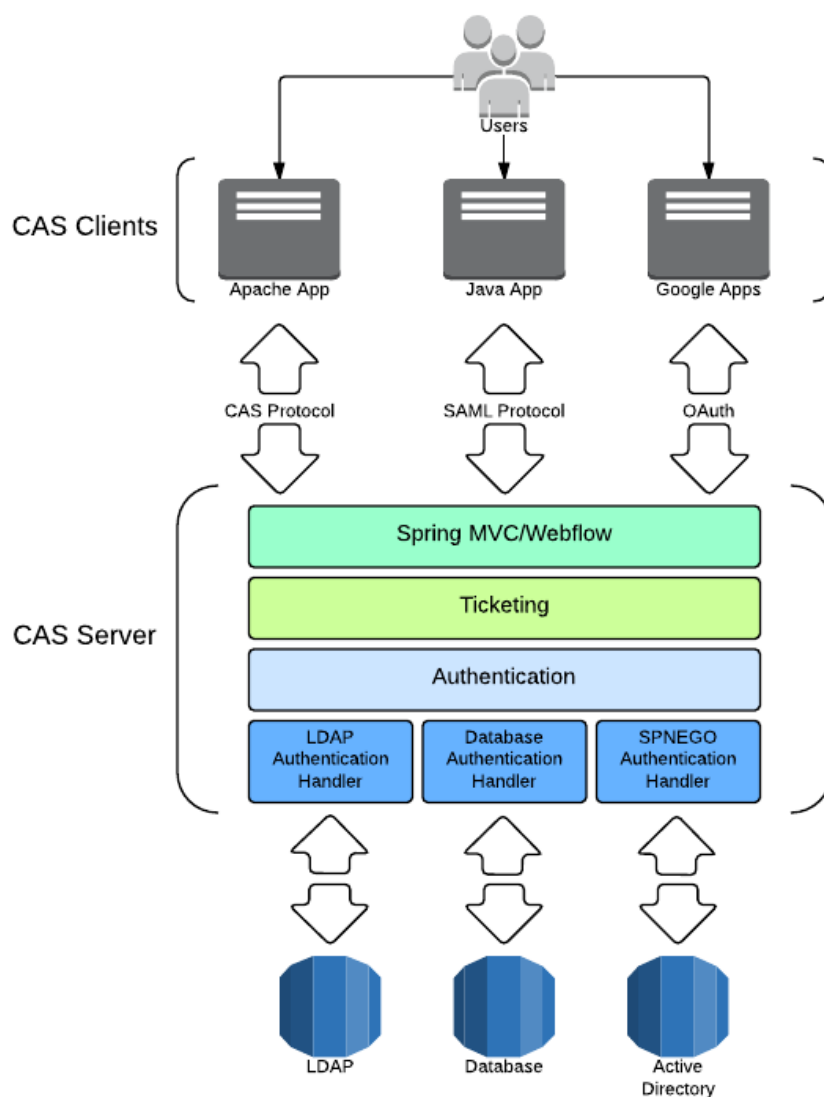 Users
CAS Clients
Apache App
Java App
Google Apps
CAS Protocol
SAML Protocol
OAuth
CAS Server
Spring MVC/Webflow
Ticketing
Authentication
LDAP
Authentication
Handler
Database
Authentication
Handler
SPNEGO
Authentication
Handler
LDAP
Database
Active
Directory